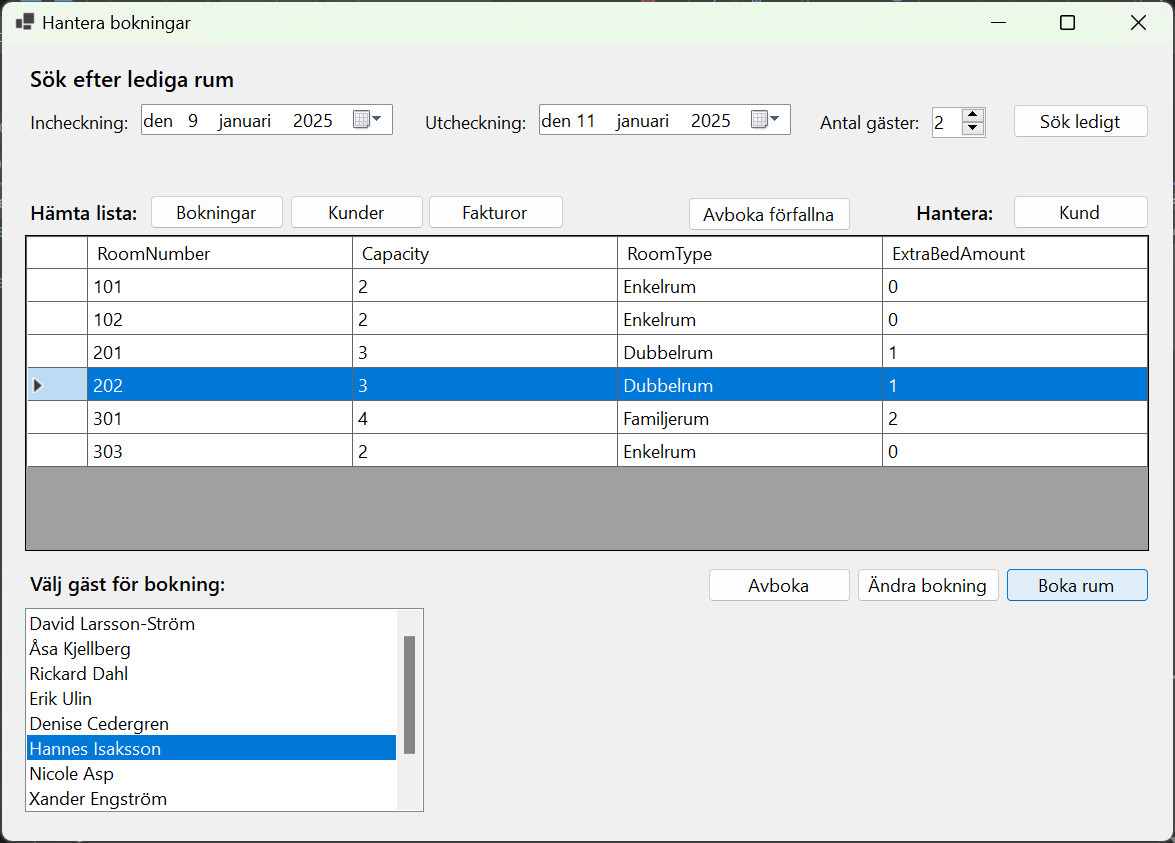 Hantera bokningar
Sök efter lediga rum
Incheckning: den 9 januari 2025 Utcheckning: den 11 januari 2025 Antal gäster: 2 Sök ledigt
Hämta lista: Bokningar Kunder Fakturor Avboka förfallna Hantera: Kund
RoomNumber Capacity RoomType ExtraBedAmount
101 2 Enkelrum 0
102 2 Enkelrum 0
201 3 Dubbelrum 1
202 3 Dubbelrum 1
301 4 Familjerum 2
303 2 Enkelrum 0
Välj gäst för bokning: Avboka Ändra bokning Boka rum
David Larsson-Ström
Åsa Kjellberg
Rickard Dahl
Erik Ulin
Denise Cedergren
Hannes Isaksson
Nicole Asp
Xander Engström